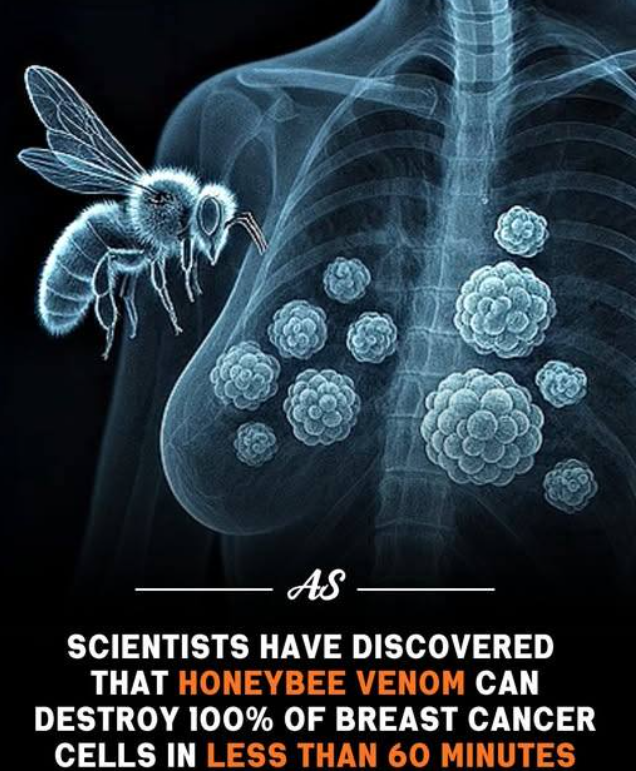 AS
SCIENTISTS HAVE DISCOVERED
THAT HONEYBEE VENOM CAN
DESTROY 100% OF BREAST CANCER
CELLS IN LESS THAN 60 MINUTES